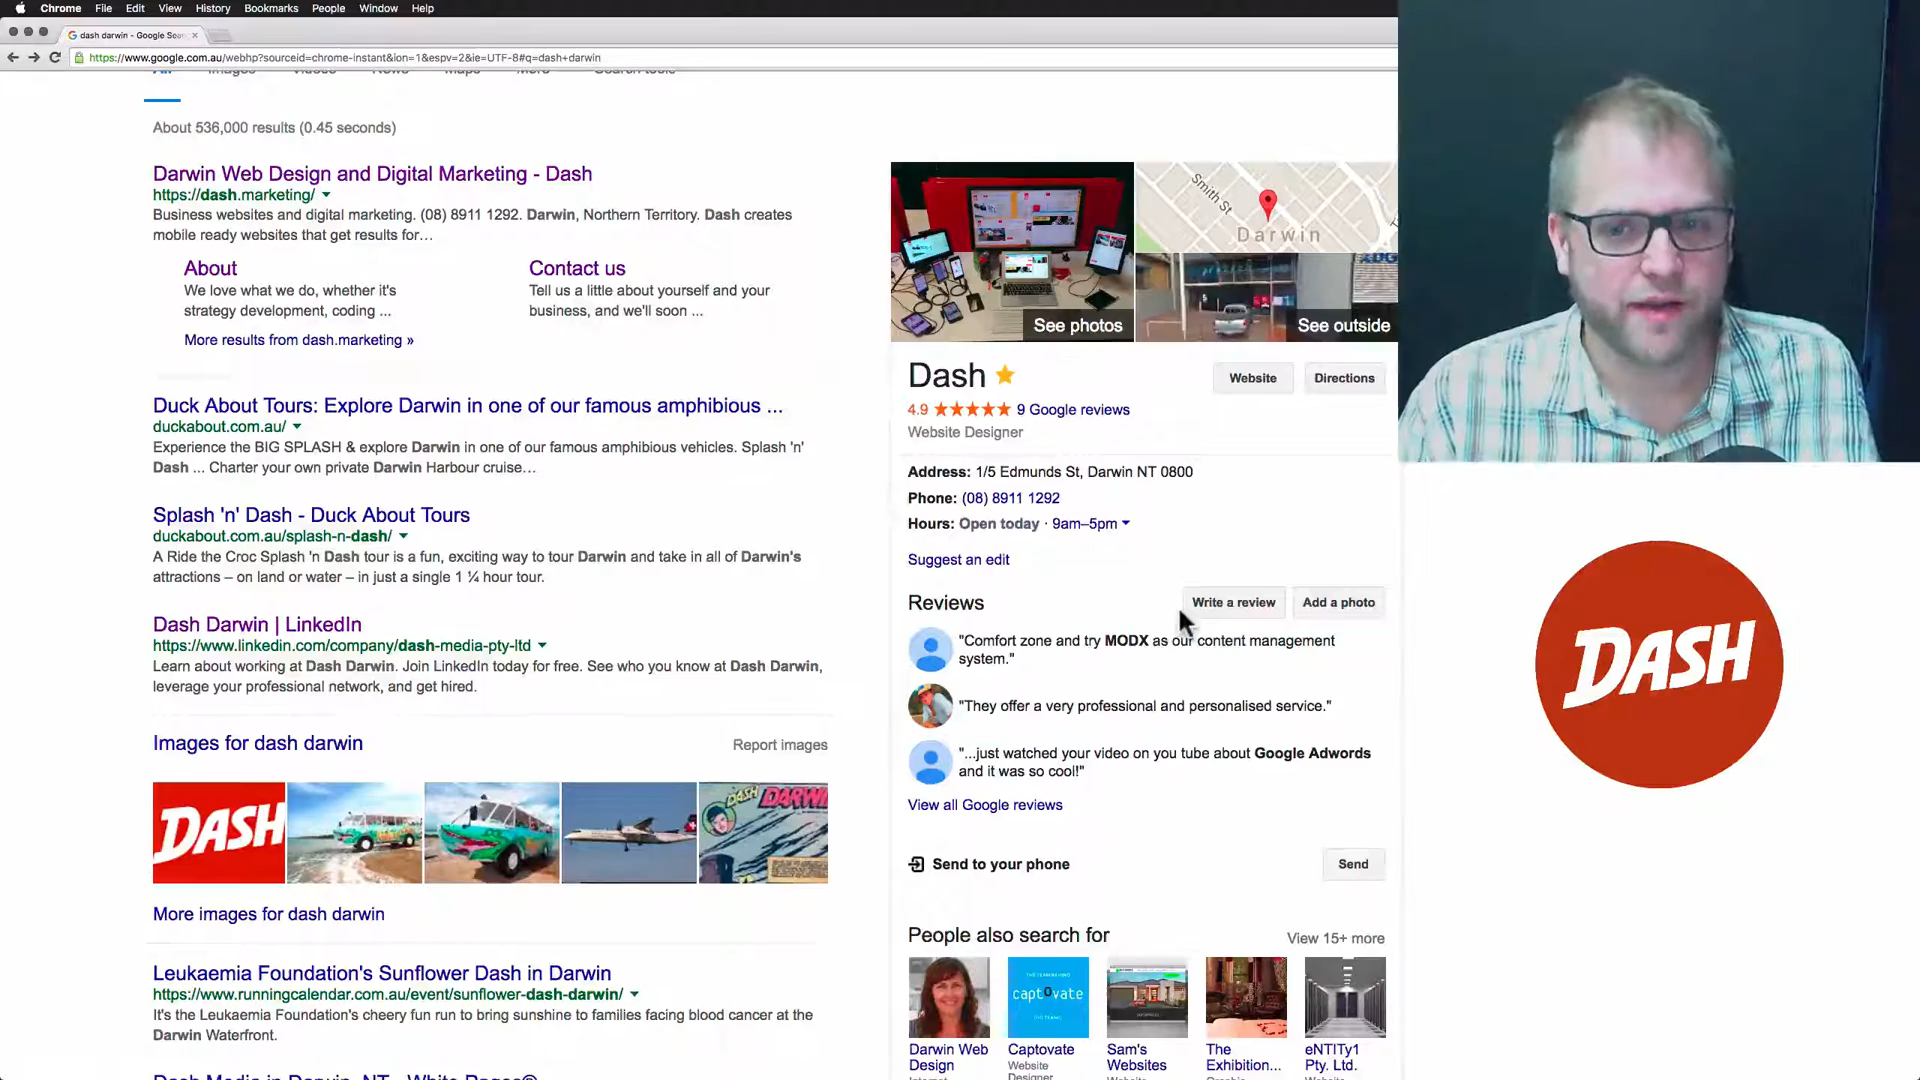 Chrome File Edit View History Bookmarks People Window Help
dash darwin - Google Sea
https://www.google.com.au/webhp?sourceid=chrome-instant&ion=1&espv=2&ie=UTF-8#q=dash+darwin
All Images Videos News Maps Search tools
About 536,000 results (0.45 seconds)
Darwin Web Design and Digital Marketing - Dash
https://dash.marketing/
Business websites and digital marketing. (08) 8911 1292. Darwin, Northern Territory. Dash creates
mobile ready websites that get results for…
About
We love what we do, whether it's
strategy development, coding ...
Contact us
Tell us a little about yourself and your
business, and we'll soon ...
More results from dash.marketing »
Duck About Tours: Explore Darwin in one of our famous amphibious ...
duckabout.com.au/
Experience the BIG SPLASH & explore Darwin in one of our famous amphibious vehicles. Splash 'n'
Dash ... Charter your own private Darwin Harbour cruise…
Splash 'n' Dash - Duck About Tours
duckabout.com.au/splash-n-dash/
A Ride the Croc Splash 'n Dash tour is a fun, exciting way to tour Darwin and take in all of Darwin's
attractions – on land or water – in just a single 1 ¼ hour tour.
Dash Darwin | LinkedIn
https://www.linkedin.com/company/dash-media-pty-ltd
Learn about working at Dash Darwin. Join LinkedIn today for free. See who you know at Dash Darwin,
leverage your professional network, and get hired.
Images for dash darwin
Report images
DASH
DASH DARWIN
More images for dash darwin
Leukaemia Foundation's Sunflower Dash in Darwin
https://www.runningcalendar.com.au/event/sunflower-dash-darwin/
It's the Leukaemia Foundation's cheery fun run to bring sunshine to families facing blood cancer at the
Darwin Waterfront.
Dash Media in Darwin, NT - White Pages®
Smith St
Darwin
See photos
See outside
Dash
Website
Directions
4.9 9 Google reviews
Website Designer
Address: 1/5 Edmunds St, Darwin NT 0800
Phone: (08) 8911 1292
Hours: Open today · 9am–5pm
Suggest an edit
Reviews
Write a review
Add a photo
"Comfort zone and try MODX as our content management
system."
"They offer a very professional and personalised service."
"...just watched your video on you tube about Google Adwords
and it was so cool!"
View all Google reviews
Send to your phone
Send
People also search for
View 15+ more
captovate
Darwin Web
Design
Captovate
Website
Designer
Sam's
Websites
The
Exhibition...
eNTITy1
Pty. Ltd.
DASH